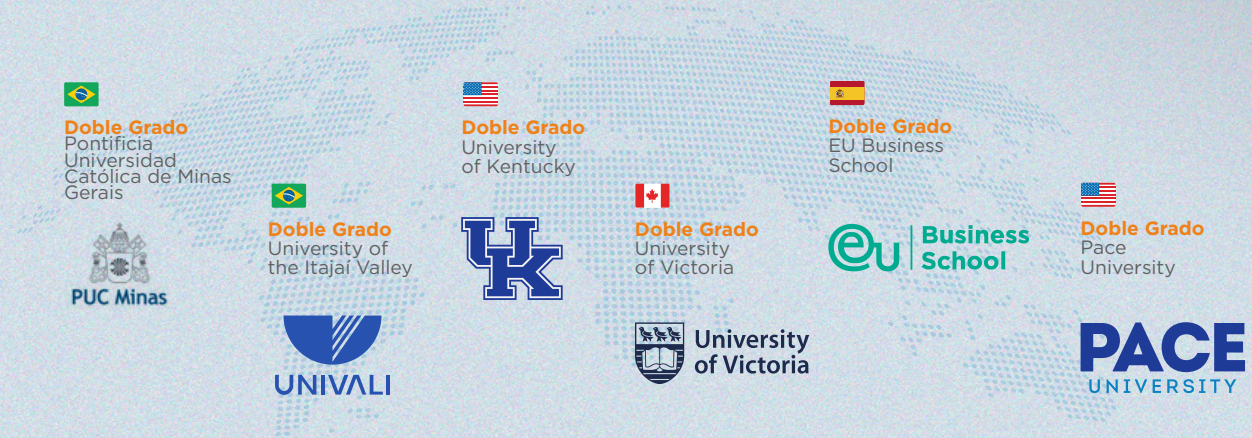 Doble Grado
Pontificia
Universidad
Católica de Minas
Gerais
PUC Minas
Doble Grado
University of
the Itajaí Valley
UNIVALI
Doble Grado
University
of Kentucky
UK
Doble Grado
University
of Victoria
University
of Victoria
Doble Grado
EU Business
School
eu Business
School
Doble Grado
Pace
University
PACE
UNIVERSITY